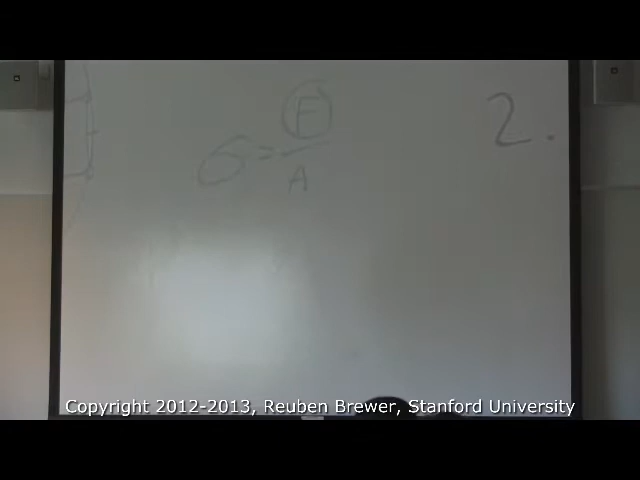 σ = F / A
2.
Copyright 2012-2013, Reuben Brewer, Stanford University